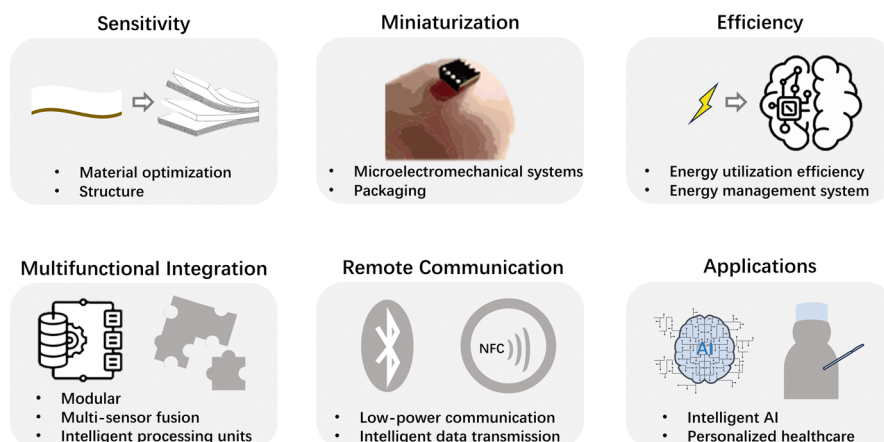 Sensitivity
• Material optimization
• Structure
Miniaturization
• Microelectromechanical systems
• Packaging
Efficiency
• Energy utilization efficiency
• Energy management system
Multifunctional Integration
• Modular
• Multi-sensor fusion
• Intelligent processing units
Remote Communication
NFC
• Low-power communication
• Intelligent data transmission
Applications
AI
• Intelligent AI
• Personalized healthcare